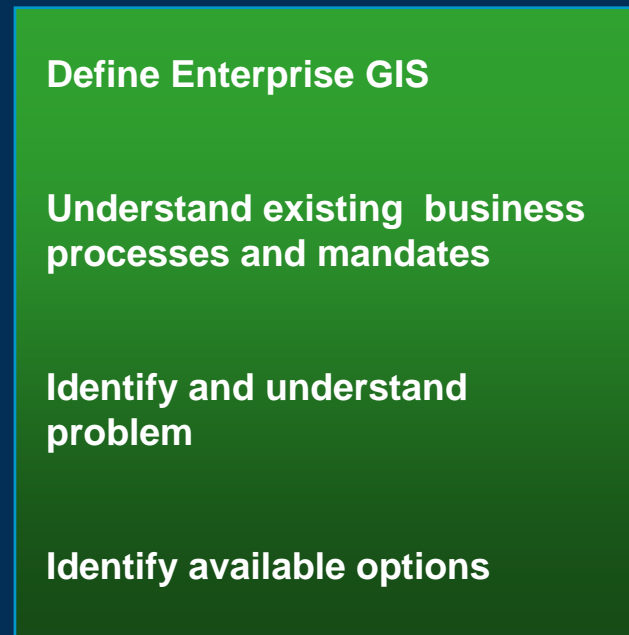 Define Enterprise GIS
Understand existing  business
processes and mandates
Identify and understand
problem
Identify available options